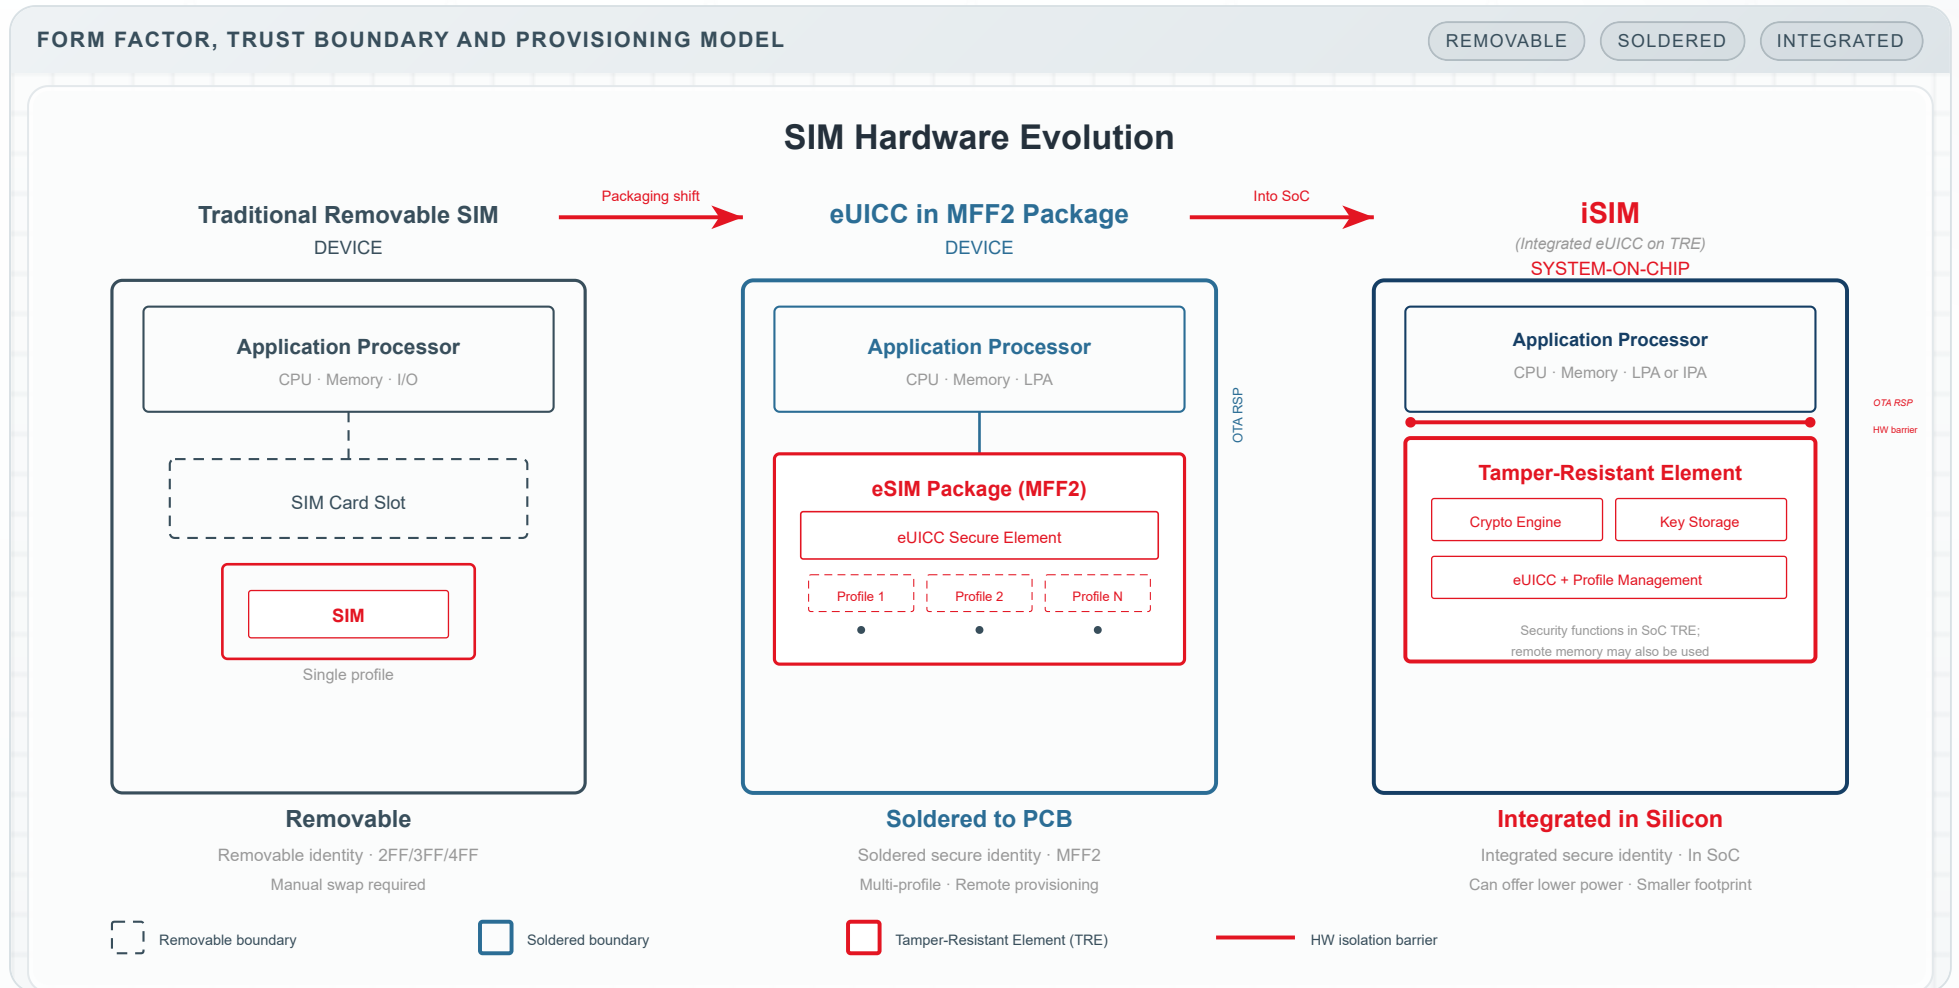 FORM FACTOR, TRUST BOUNDARY AND PROVISIONING MODEL
REMOVABLE
SOLDERED
INTEGRATED
SIM Hardware Evolution
Traditional Removable SIM
DEVICE
Packaging shift
eUICC in MFF2 Package
DEVICE
Into SoC
iSIM
(Integrated eUICC on TRE)
SYSTEM-ON-CHIP
Application Processor
CPU · Memory · I/O
SIM Card Slot
SIM
Single profile
Application Processor
CPU · Memory · LPA
OTA RSP
eSIM Package (MFF2)
eUICC Secure Element
Profile 1
Profile 2
Profile N
Application Processor
CPU · Memory · LPA or IPA
OTA RSP
HW barrier
Tamper-Resistant Element
Crypto Engine
Key Storage
eUICC + Profile Management
Security functions in SoC TRE;
remote memory may also be used
Removable
Removable identity · 2FF/3FF/4FF
Manual swap required
Soldered to PCB
Soldered secure identity · MFF2
Multi-profile · Remote provisioning
Integrated in Silicon
Integrated secure identity · In SoC
Can offer lower power · Smaller footprint
Removable boundary
Soldered boundary
Tamper-Resistant Element (TRE)
HW isolation barrier